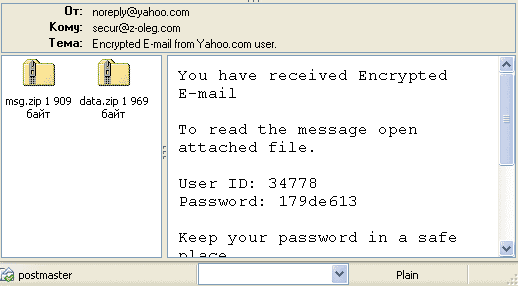 От: noreply@yahoo.com
Кому: secur@z-oleg.com
Тема: Encrypted E-mail from Yahoo.com user.
msg.zip 1 909 байт
data.zip 1 969 байт
You have received Encrypted
E-mail
To read the message open
attached file.
User ID: 34778
Password: 179de613
Keep your password in a safe
place
postmaster
Plain